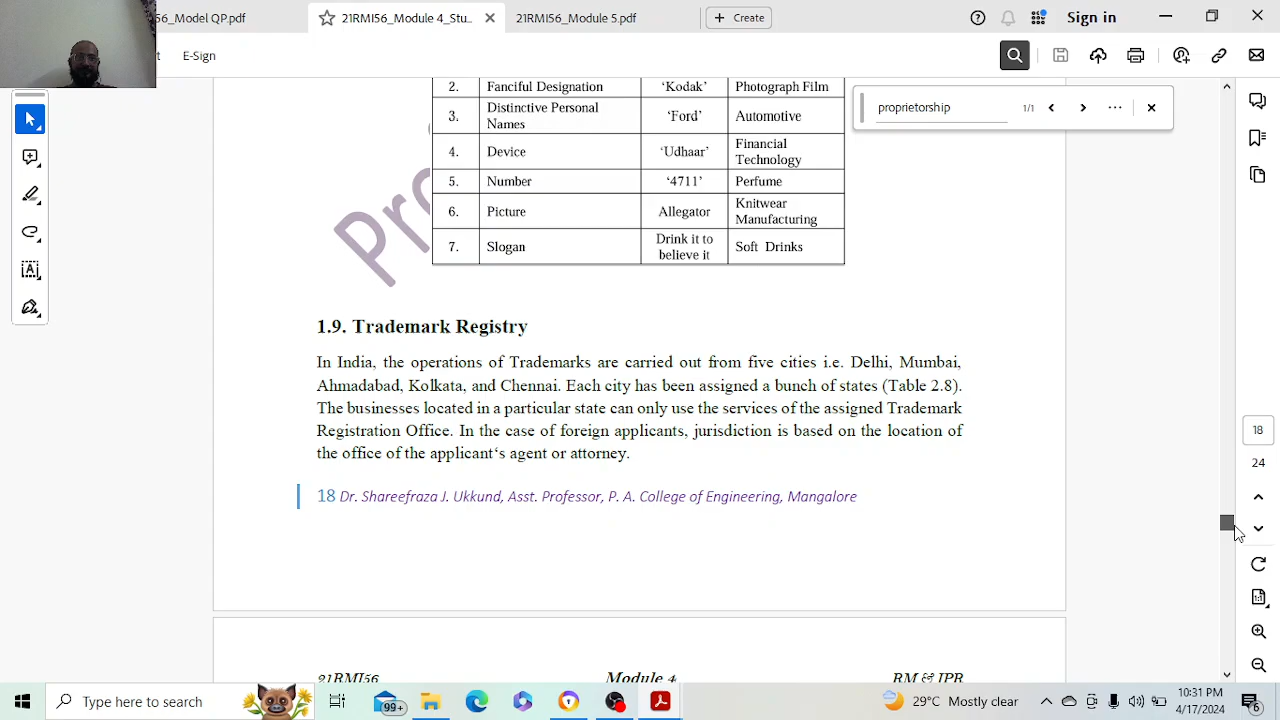 _Model QP.pdf
21RMI56_Module 4_Stu...
21RMI56_Module 5.pdf
Create
Sign in
t
E-Sign
proprietorship
1/1
2. Fanciful Designation ‘Kodak’ Photograph Film
3. Distinctive Personal Names ‘Ford’ Automotive
4. Device ‘Udhaar’ Financial Technology
5. Number ‘4711’ Perfume
6. Picture Allegator Knitwear Manufacturing
7. Slogan Drink it to believe it Soft Drinks
1.9. Trademark Registry
In India, the operations of Trademarks are carried out from five cities i.e. Delhi, Mumbai,
Ahmadabad, Kolkata, and Chennai. Each city has been assigned a bunch of states (Table 2.8).
The businesses located in a particular state can only use the services of the assigned Trademark
Registration Office. In the case of foreign applicants, jurisdiction is based on the location of
the office of the applicant‘s agent or attorney.
18 Dr. Shareefraza J. Ukkund, Asst. Professor, P. A. College of Engineering, Mangalore
21RMI56 Module 4 RM & IPR
18
24
Type here to search
99+
29°C Mostly clear
10:31 PM
4/17/2024
6